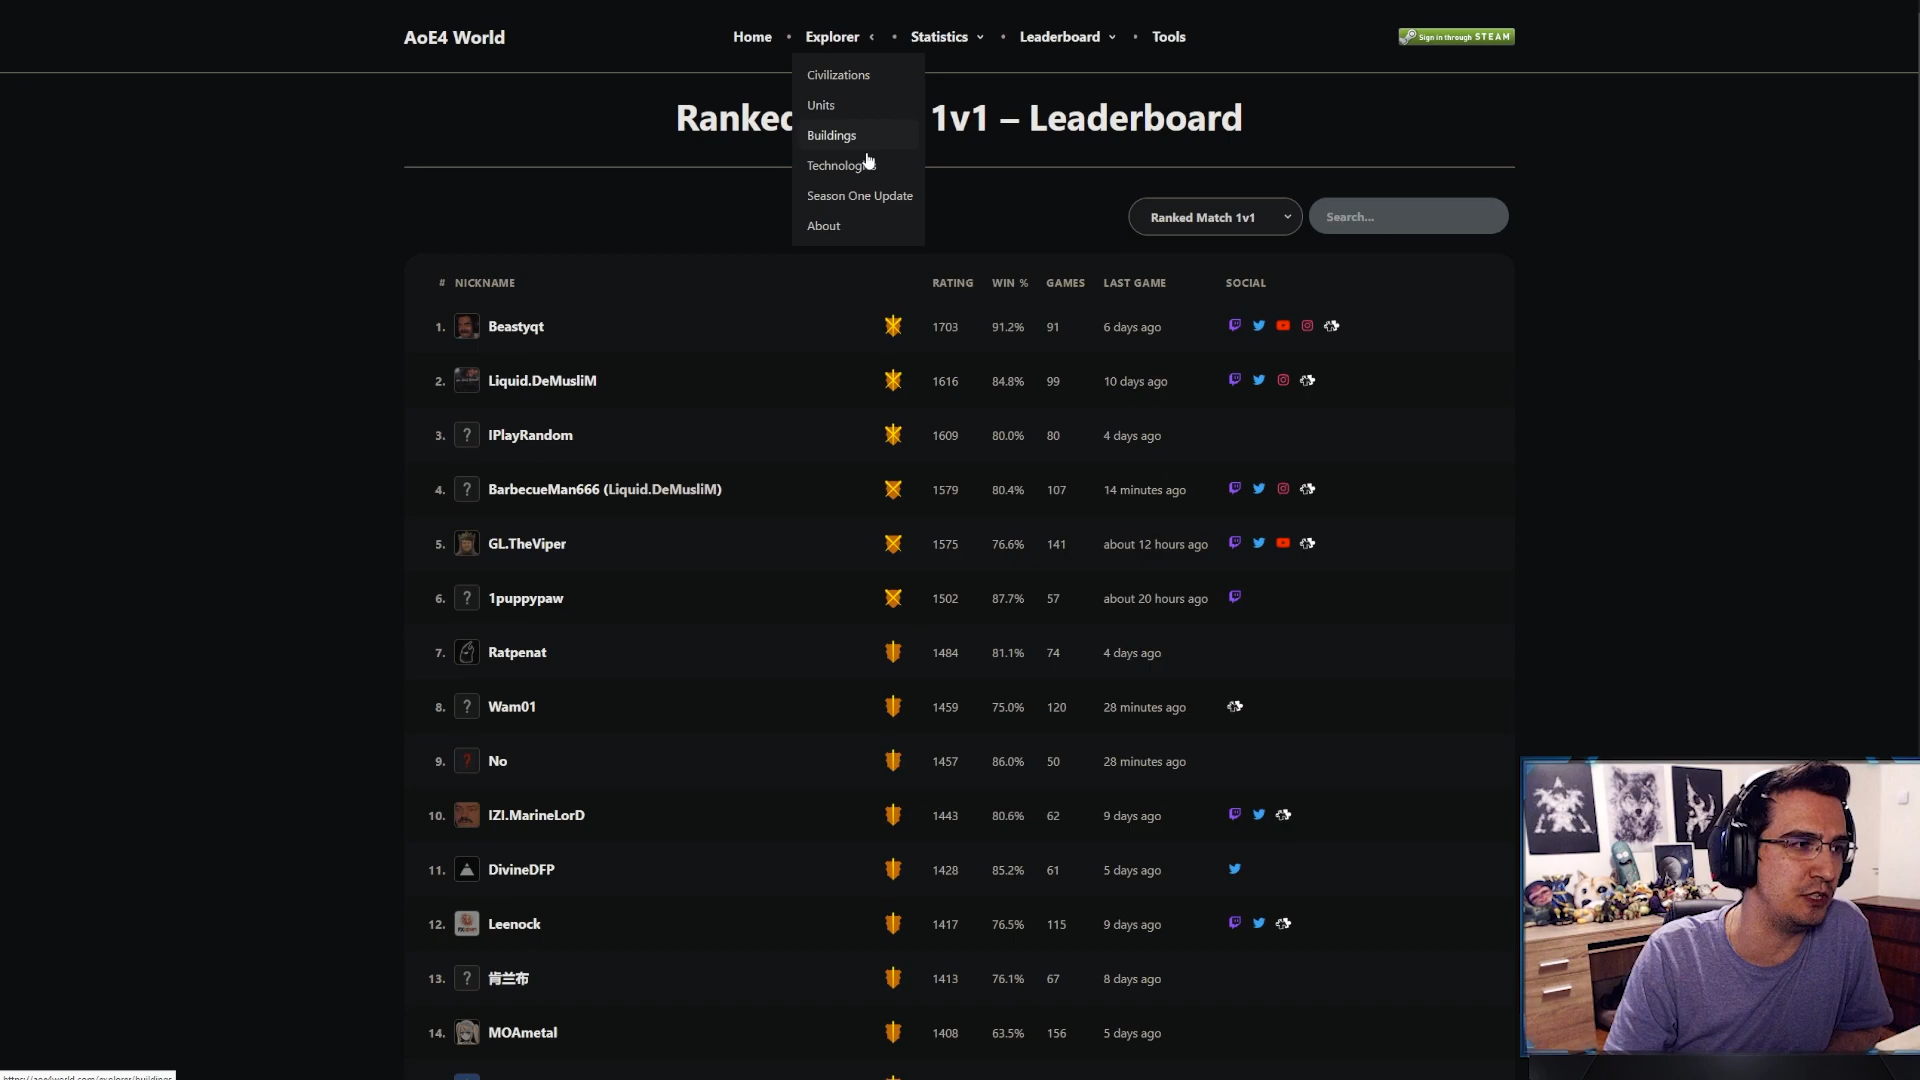 AoE4 World
Home • Explorer • Statistics • Leaderboard • Tools
Sign in through STEAM
Civilizations
Units
Buildings
Technologies
Season One Update
About
Ranked 1v1 – Leaderboard
Ranked Match 1v1
Search...
# NICKNAME RATING WIN % GAMES LAST GAME SOCIAL
1. Beastyqt 1703 91.2% 91 6 days ago
2. Liquid.DeMusliM 1616 84.8% 99 10 days ago
3. ? IPlayRandom 1609 80.0% 80 4 days ago
4. ? BarbecueMan666 (Liquid.DeMusliM) 1579 80.4% 107 14 minutes ago
5. GL.TheViper 1575 76.6% 141 about 12 hours ago
6. ? 1puppypaw 1502 87.7% 57 about 20 hours ago
7. Ratpenat 1484 81.1% 74 4 days ago
8. ? Wam01 1459 75.0% 120 28 minutes ago
9. ? No 1457 86.0% 50 28 minutes ago
10. IZI.MarineLorD 1443 80.6% 62 9 days ago
11. DivineDFP 1428 85.2% 61 5 days ago
12. Leenock 1417 76.5% 115 9 days ago
13. ? 肯兰布 1413 76.1% 67 8 days ago
14. MOAmetal 1408 63.5% 156 5 days ago
https://aoe4world.com/explorer/buildings